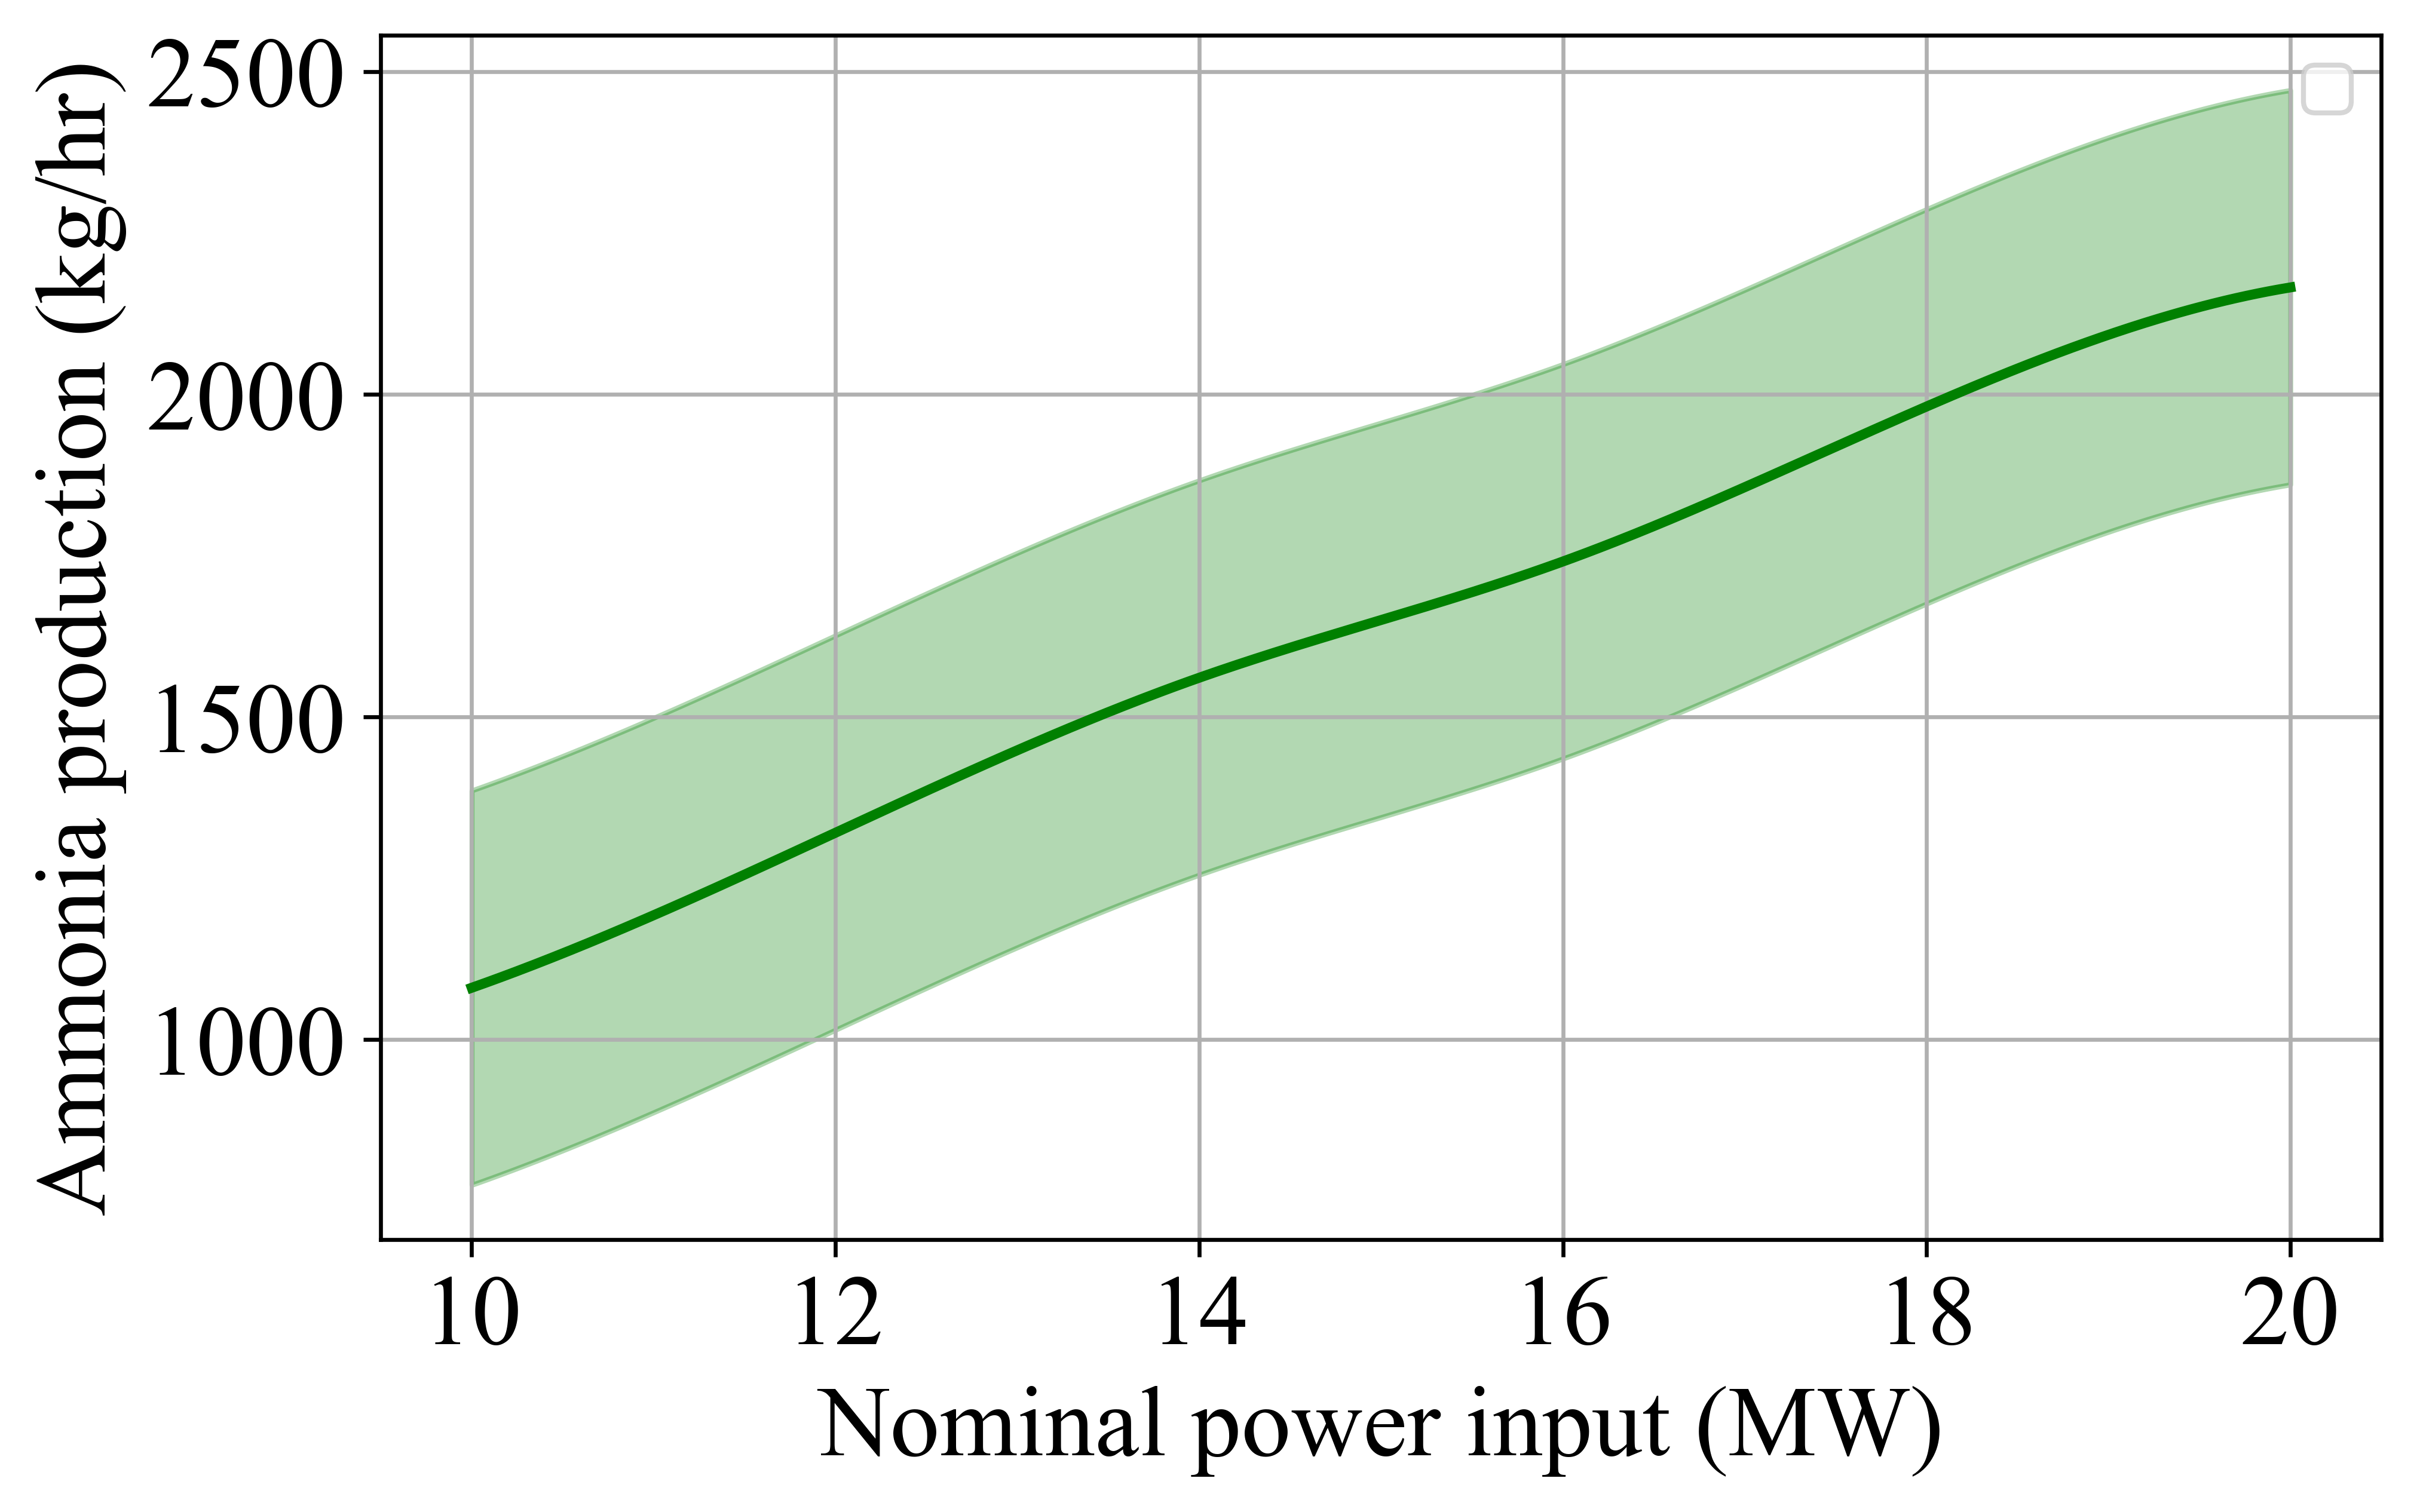 Ammonia production (kg/hr)
2500
2000
1500
1000
10 12 14 16 18 20
Nominal power input (MW)